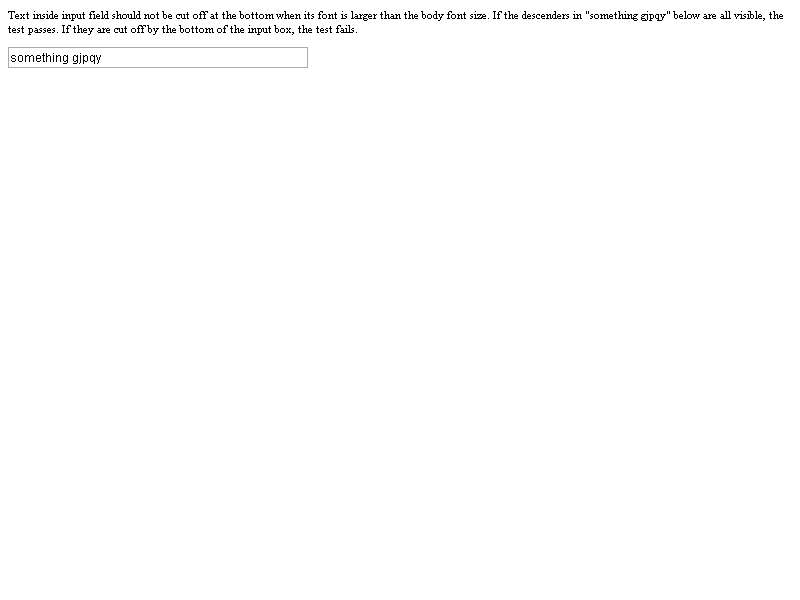 Text inside input field should not be cut off at the bottom when its font is larger than the body font size. If the descenders in "something gjpqy" below are all visible, the
test passes. If they are cut off by the bottom of the input box, the test fails.
something gjpqy